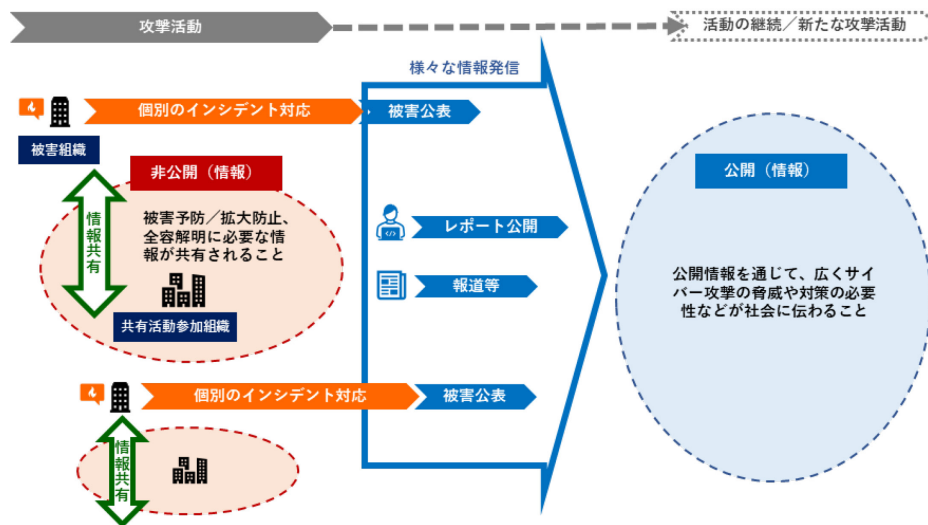 攻撃活動
活動の継続／新たな攻撃活動
様々な情報発信
個別のインシデント対応
被害公表
被害組織
非公開（情報）
公開（情報）
情報共有
被害予防／拡大防止、
全容解明に必要な情
報が共有されること
レポート公開
報道等
公開情報を通じて、広くサイ
バー攻撃の脅威や対策の必要
性などが社会に伝わること
共有活動参加組織
個別のインシデント対応
被害公表
情報共有